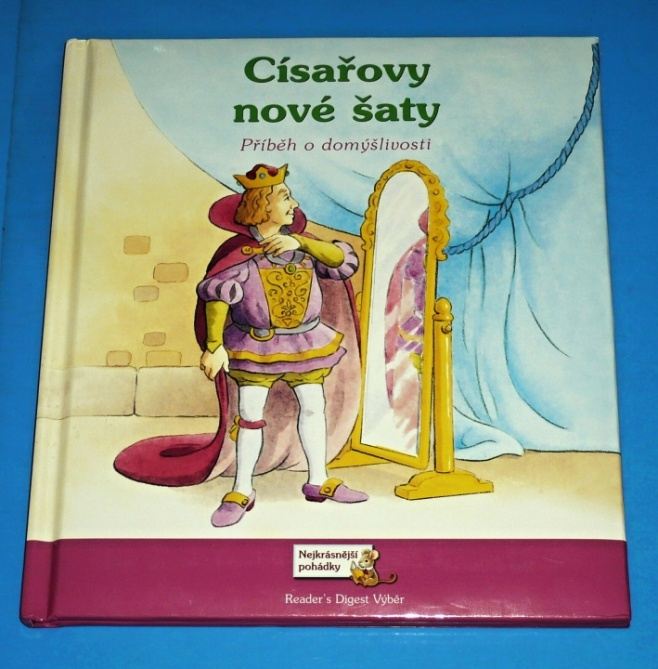 Císařovy
nové šaty
Příběh o domýšlivosti
Nejkrásnější
pohádky
Reader's Digest Výběr